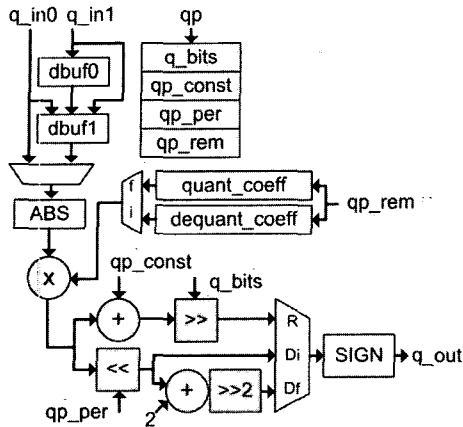 q_in0 q_in1 qp
dbuf0
q_bits
qp_const
qp_per
qp_rem
dbuf1
f quant_coeff
i dequant_coeff
qp_rem
ABS
x
qp_const
q_bits
+ >> R
<< Di SIGN q_out
+ >>2 Df
qp_per 2